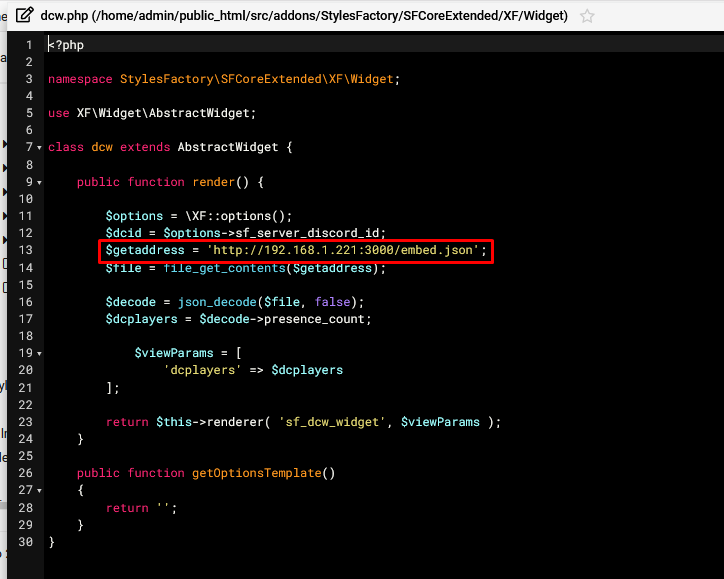 dcw.php (/home/admin/public_html/src/addons/StylesFactory/SFCoreExtended/XF/Widget)
1 <?php
2
3 namespace StylesFactory\SFCoreExtended\XF\Widget;
4
5 use XF\Widget\AbstractWidget;
6
7 class dcw extends AbstractWidget {
8
9     public function render() {
10
11         $options = \XF::options();
12         $dcid = $options->sf_server_discord_id;
13         $getaddress = 'http://192.168.1.221:3000/embed.json';
14         $file = file_get_contents($getaddress);
15
16         $decode = json_decode($file, false);
17         $dcplayers = $decode->presence_count;
18
19             $viewParams = [
20                 'dcplayers' => $dcplayers
21         ];
22
23         return $this->renderer( 'sf_dcw_widget', $viewParams );
24     }
25
26     public function getOptionsTemplate()
27     {
28         return '';
29     }
30 }